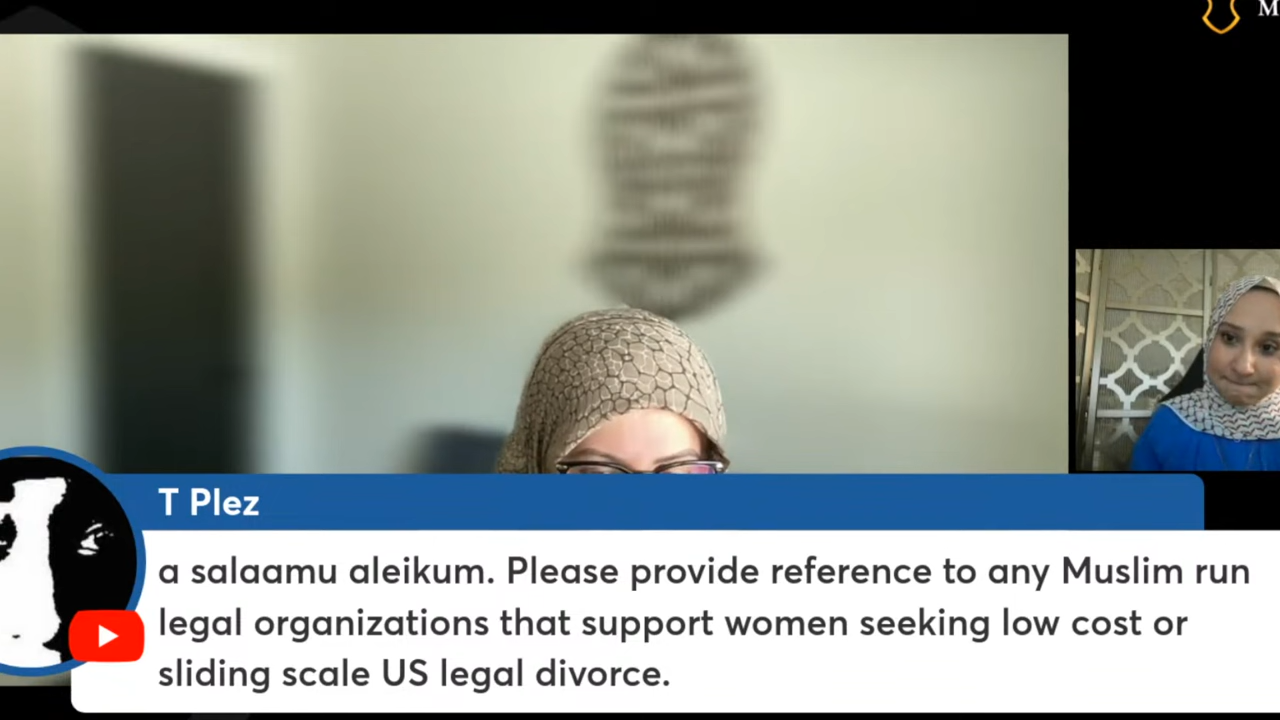 M
T Plez
a salaamu aleikum. Please provide reference to any Muslim run
legal organizations that support women seeking low cost or
sliding scale US legal divorce.